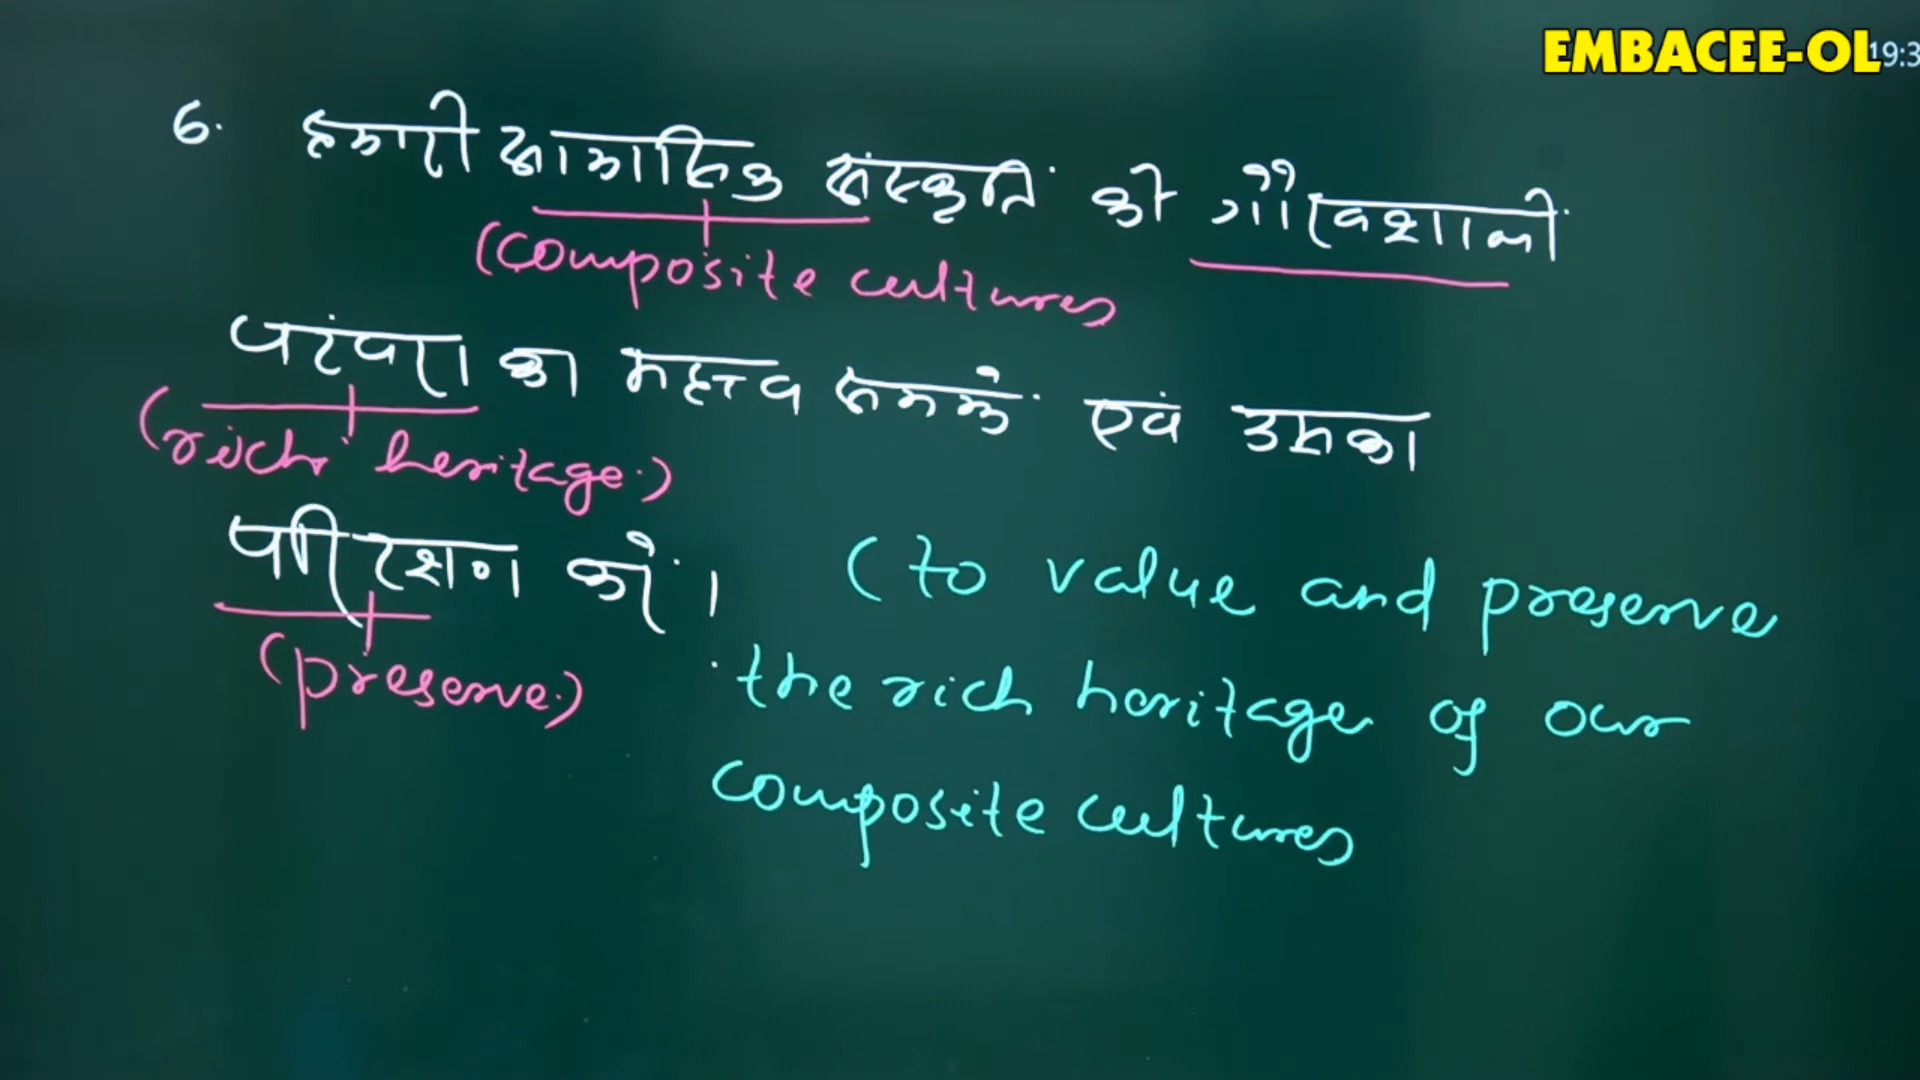 EMBACEE-OL
19:3
6. हमारी सामासिक संस्कृति की गौरवशाली
(composite cultures
परंपरा का महत्त्व समझें एवं उसका
(rich heritage.)
परिरक्षण करें।
(preserve.)
(to value and preserve
the rich heritage of our
composite cultures